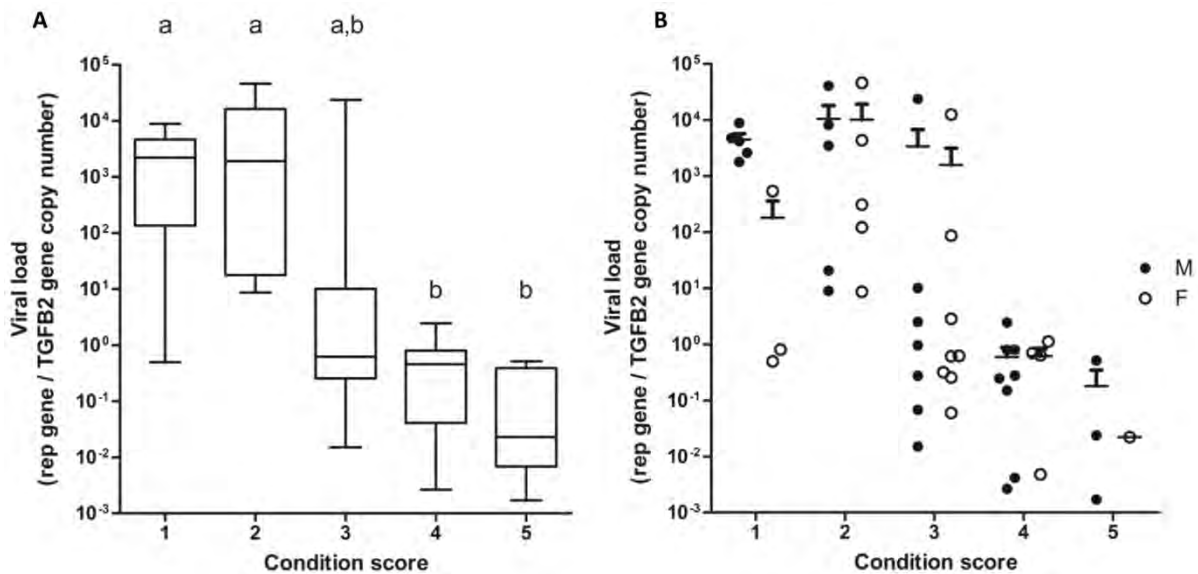 A
a a a,b
b b
10^5
10^4
10^3
10^2
10^1
10^0
10^-1
10^-2
10^-3
Viral load
(rep gene / TGFB2 gene copy number)
1 2 3 4 5
Condition score
B
10^5
10^4
10^3
10^2
10^1
10^0
10^-1
10^-2
10^-3
Viral load
(rep gene / TGFB2 gene copy number)
1 2 3 4 5
Condition score
M
F